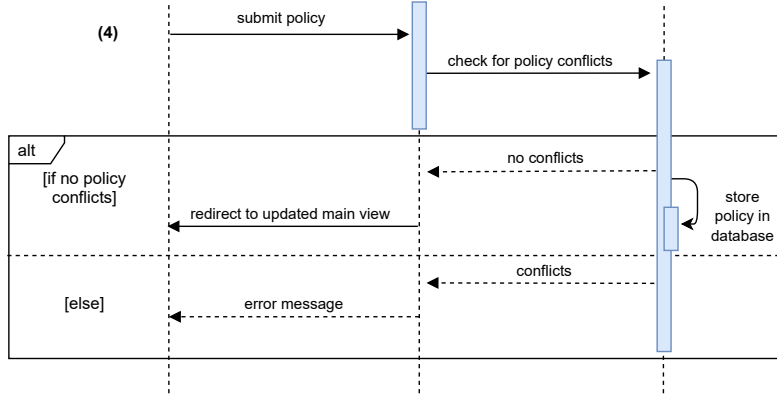 submit policy
(4)
check for policy conflicts
alt
no conflicts
[if no policy
conflicts]
store
policy in
database
redirect to updated main view
conflicts
[else]
error message